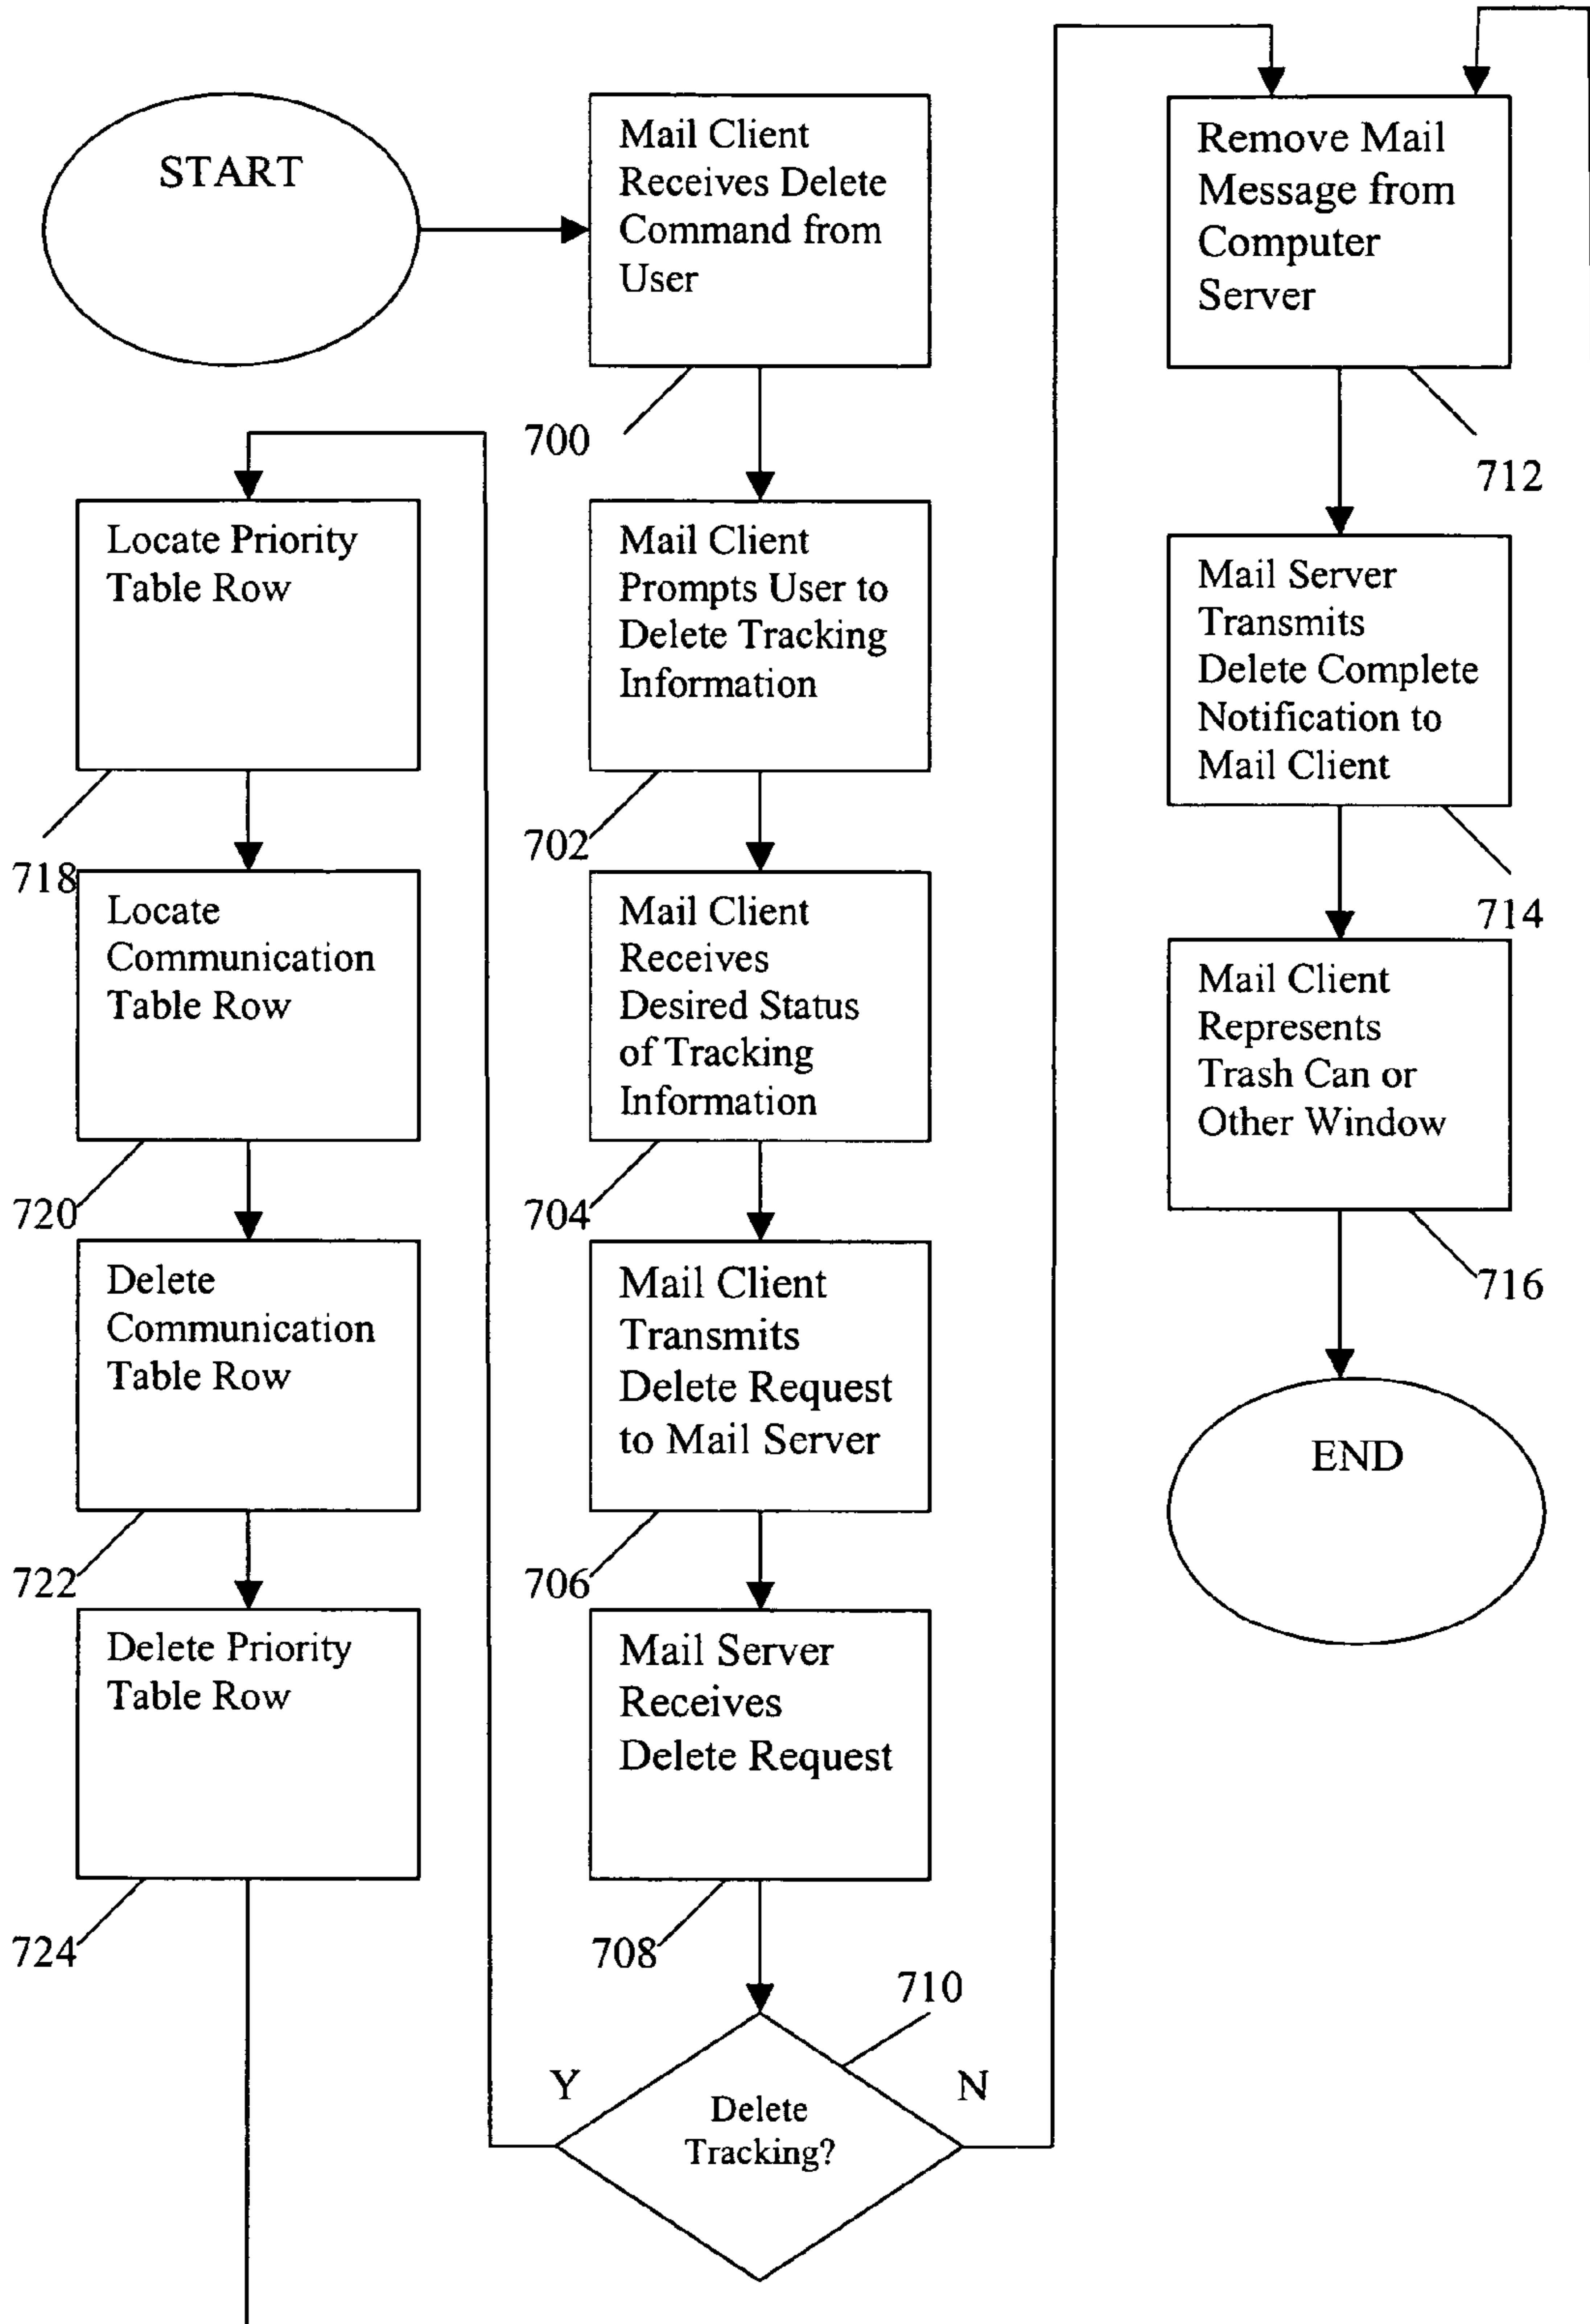 START
Mail Client
Receives Delete
Command from
User
700
Mail Client
Prompts User to
Delete Tracking
Information
702
Mail Client
Receives
Desired Status
of Tracking
Information
704
Mail Client
Transmits
Delete Request
to Mail Server
706
Mail Server
Receives
Delete Request
708
710
Y
Delete
Tracking?
N
Locate Priority
Table Row
718
Locate
Communication
Table Row
720
Delete
Communication
Table Row
722
Delete Priority
Table Row
724
Remove Mail
Message from
Computer
Server
712
Mail Server
Transmits
Delete Complete
Notification to
Mail Client
714
Mail Client
Represents
Trash Can or
Other Window
716
END